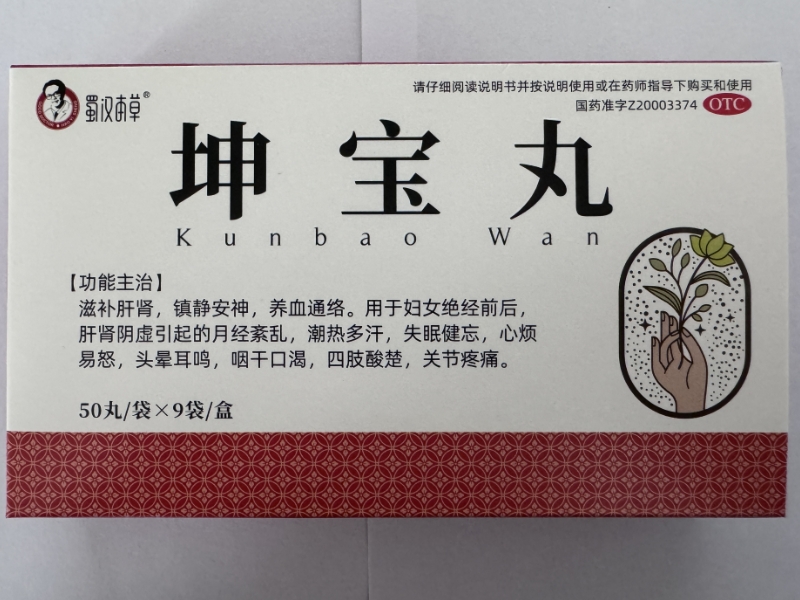 蜀汉本草®
请仔细阅读说明书并按说明使用或在药师指导下购买和使用
国药准字Z20003374 OTC
坤宝丸
Kunbao Wan
【功能主治】
滋补肝肾，镇静安神，养血通络。用于妇女绝经前后，
肝肾阴虚引起的月经紊乱，潮热多汗，失眠健忘，心烦
易怒，头晕耳鸣，咽干口渴，四肢酸楚，关节疼痛。
50丸/袋×9袋/盒